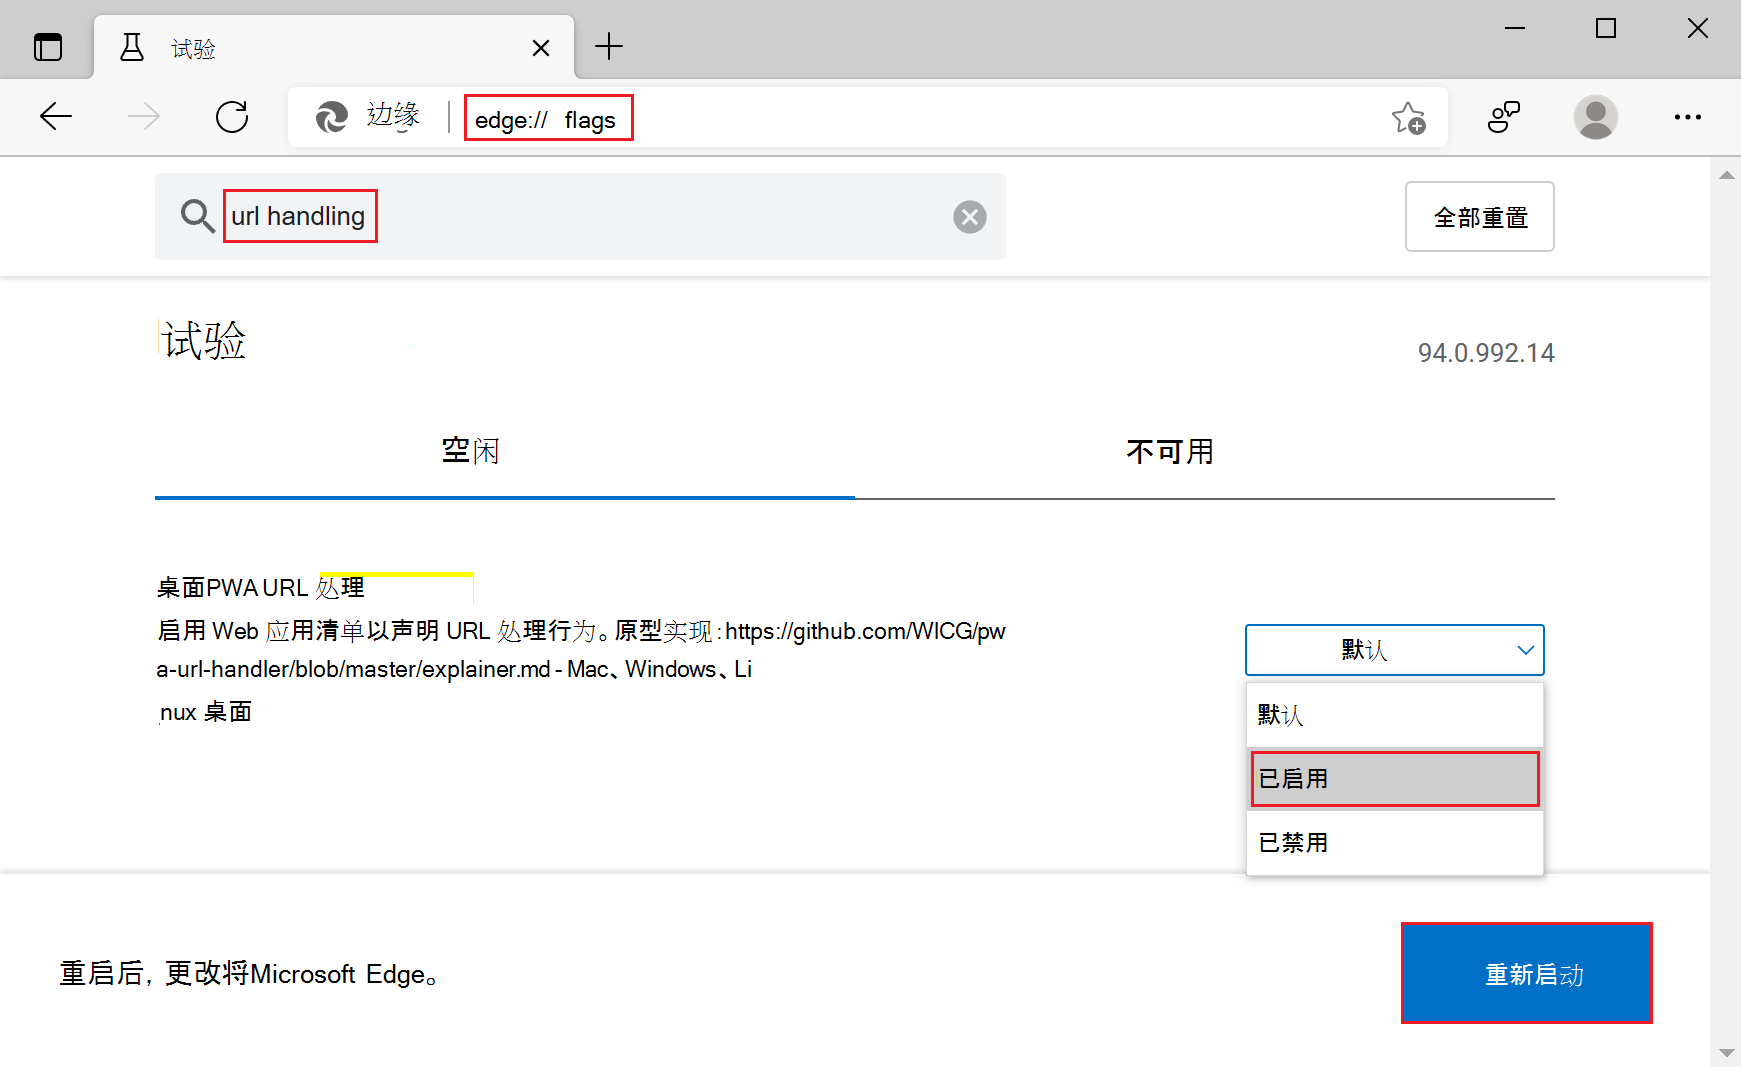 试验
边缘
edge:// flags
url handling
全部重置
试验
94.0.992.14
空闲
不可用
桌面PWA URL 处理
启用 Web 应用清单以声明 URL 处理行为。原型实现:https://github.com/WICG/pw
a-url-handler/blob/master/explainer.md - Mac、Windows、Li
nux 桌面
默认
默认
已启用
已禁用
重启后，更改将Microsoft Edge。
重新启动